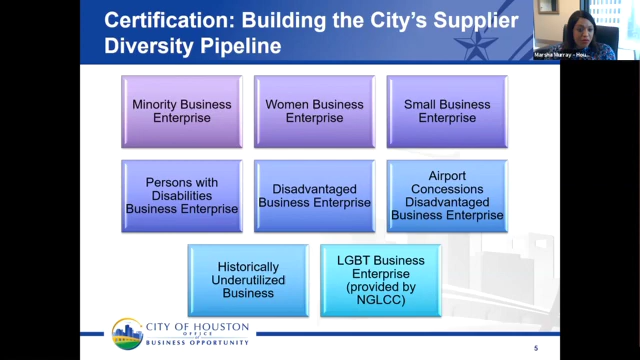 Certification: Building the City's Supplier
Diversity Pipeline
Marsha Murray - Hou...
Minority Business
Enterprise
Women Business
Enterprise
Small Business
Enterprise
Persons with
Disabilities
Business Enterprise
Disadvantaged
Business Enterprise
Airport
Concessions
Disadvantaged
Business Enterprise
Historically
Underutilized
Business
LGBT Business
Enterprise
(provided by
NGLCC)
CITY OF HOUSTON
OFFICE
of
BUSINESS OPPORTUNITY
5